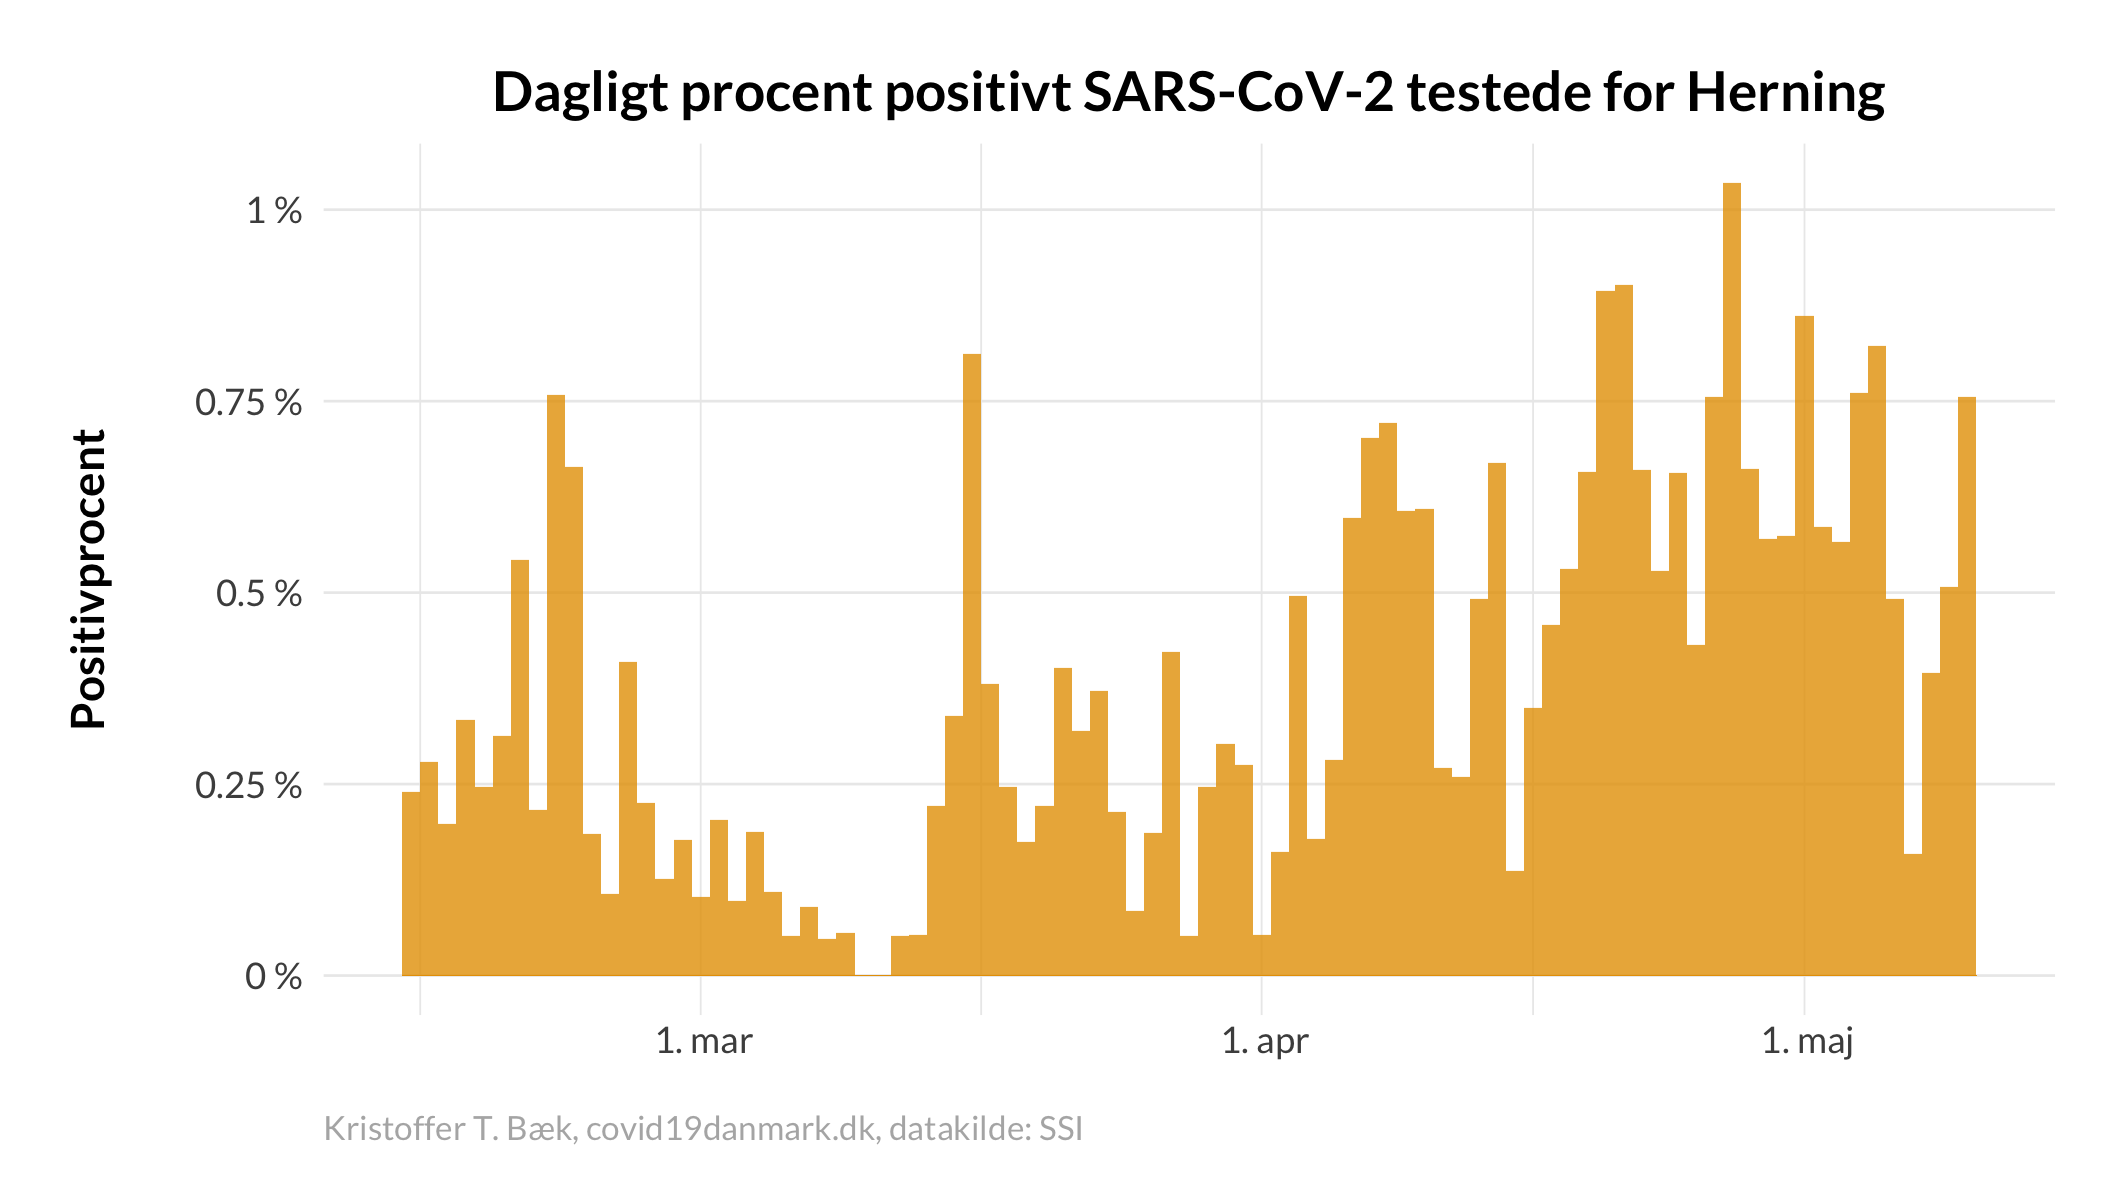 Dagligt procent positivt SARS-CoV-2 testede for Herning
Positivprocent
1 %
0.75 %
0.5 %
0.25 %
0 %
1. mar
1. apr
1. maj
Kristoffer T. Bæk, covid19danmark.dk, datakilde: SSI